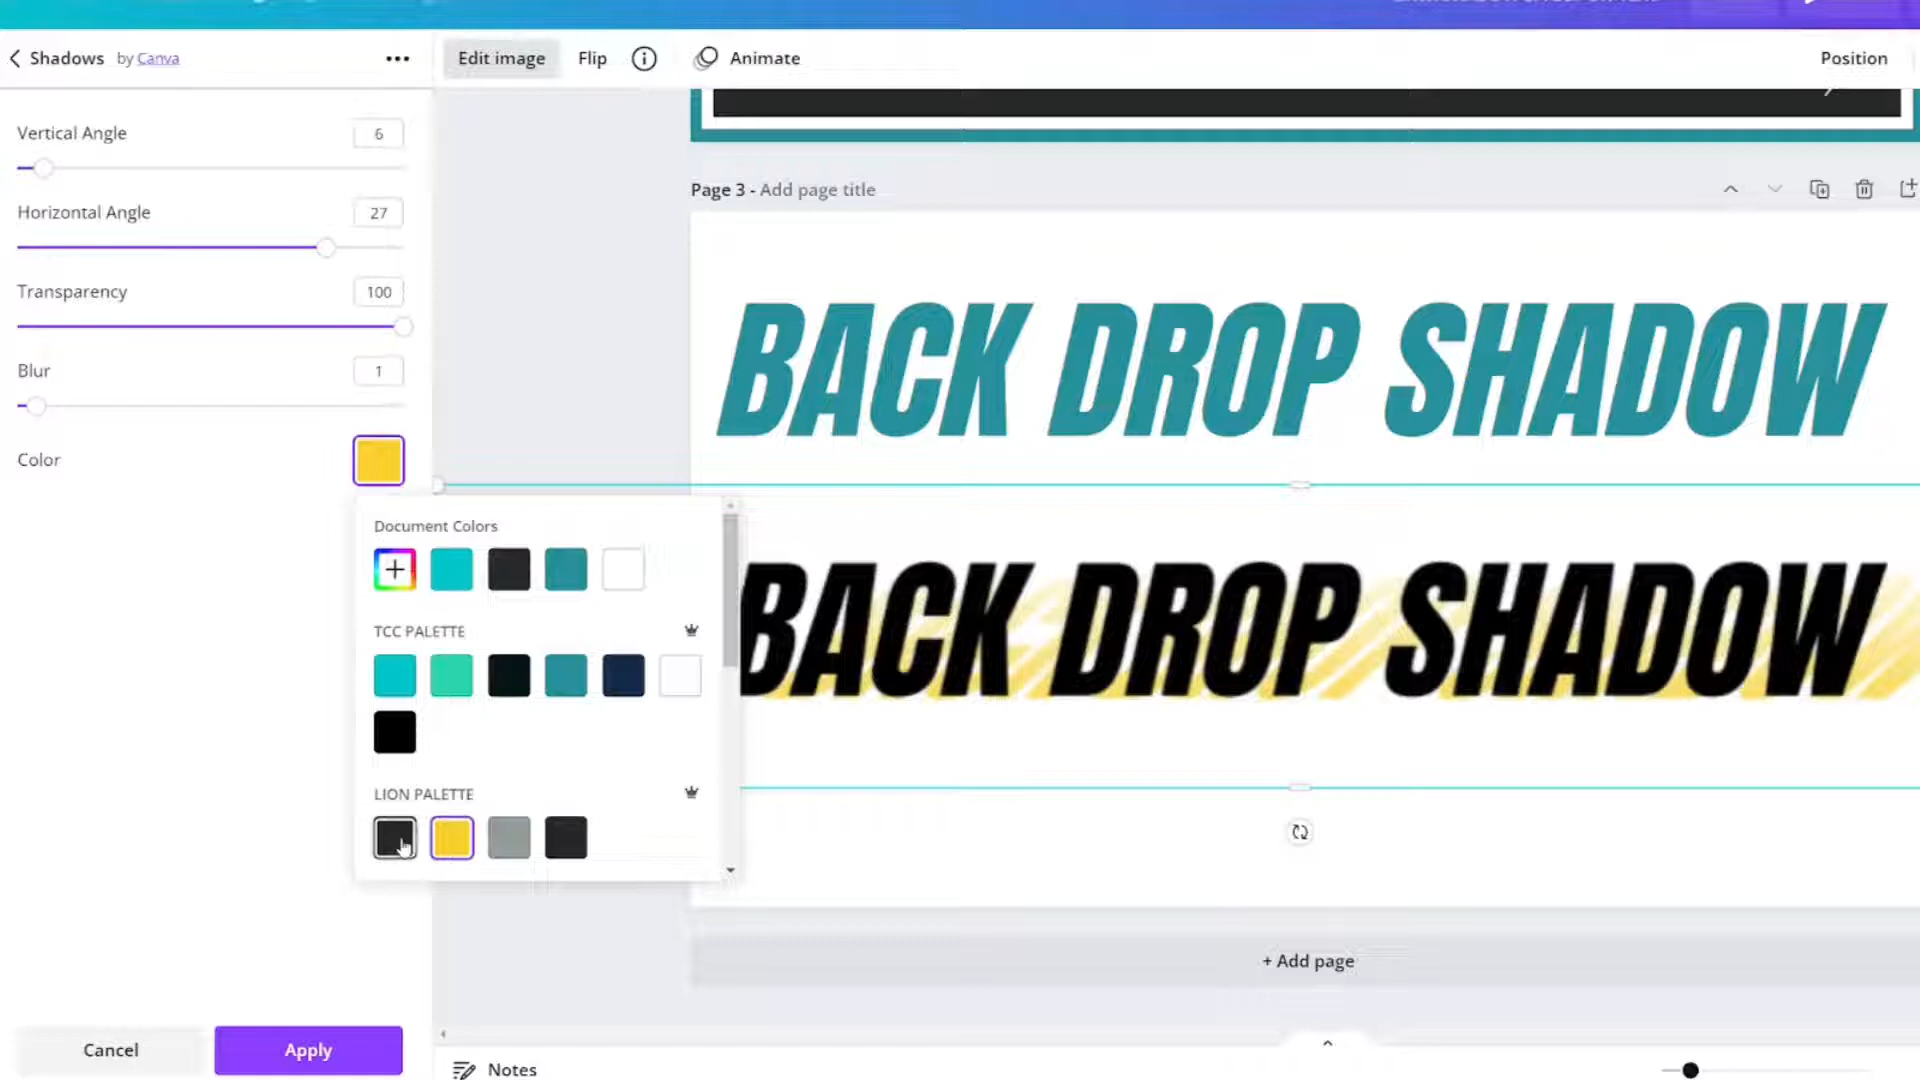 Shadows by Canva
Edit image
Flip
Animate
Position
Vertical Angle 6
Horizontal Angle 27
Transparency 100
Blur 1
Color
Page 3 - Add page title
BACK DROP SHADOW
Document Colors
TCC PALETTE
LION PALETTE
BACK DROP SHADOW
+ Add page
Cancel
Apply
Notes